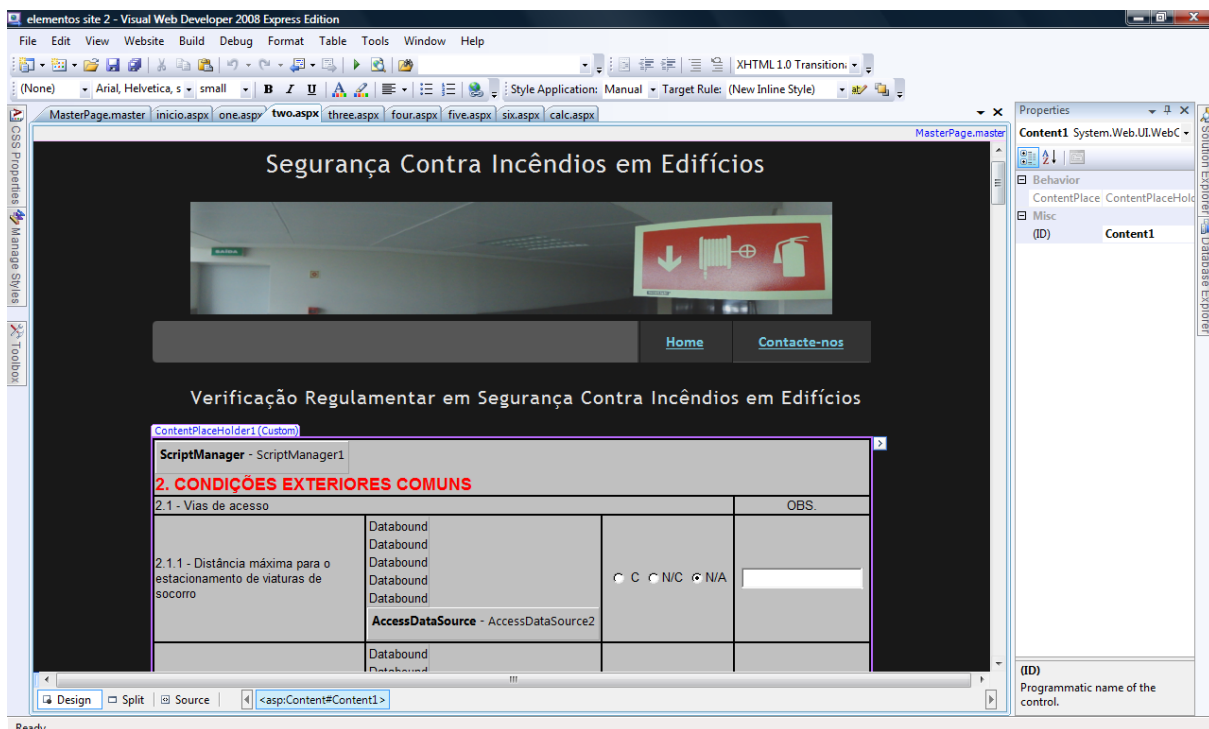 elementos site 2 - Visual Web Developer 2008 Express Edition
File Edit View Website Build Debug Format Table Tools Window Help
XHTML 1.0 Transition
(None) Arial, Helvetica, s small B I U A Style Application: Manual Target Rule: (New Inline Style)
MasterPage.master inicio.aspx one.aspx two.aspx three.aspx four.aspx five.aspx six.aspx calc.aspx
MasterPage.master
CSS Properties
Manage Styles
Toolbox
Segurança Contra Incêndios em Edifícios
Home Contacte-nos
Verificação Regulamentar em Segurança Contra Incêndios em Edifícios
ContentPlaceHolder1 (Custom)
ScriptManager - ScriptManager1
2. CONDIÇÕES EXTERIORES COMUNS
2.1 - Vias de acesso OBS.
2.1.1 - Distância máxima para o
estacionamento de viaturas de
socorro
Databound
Databound
Databound
Databound
Databound
AccessDataSource - AccessDataSource2
C N/C N/A
Databound
Databound
Design Split Source <asp:Content#Content1>
Ready
Properties
Content1 System.Web.UI.WebC
Behavior
ContentPlace ContentPlaceHolc
Misc
(ID) Content1
(ID)
Programmatic name of the
control.
Solution Explorer
Database Explorer